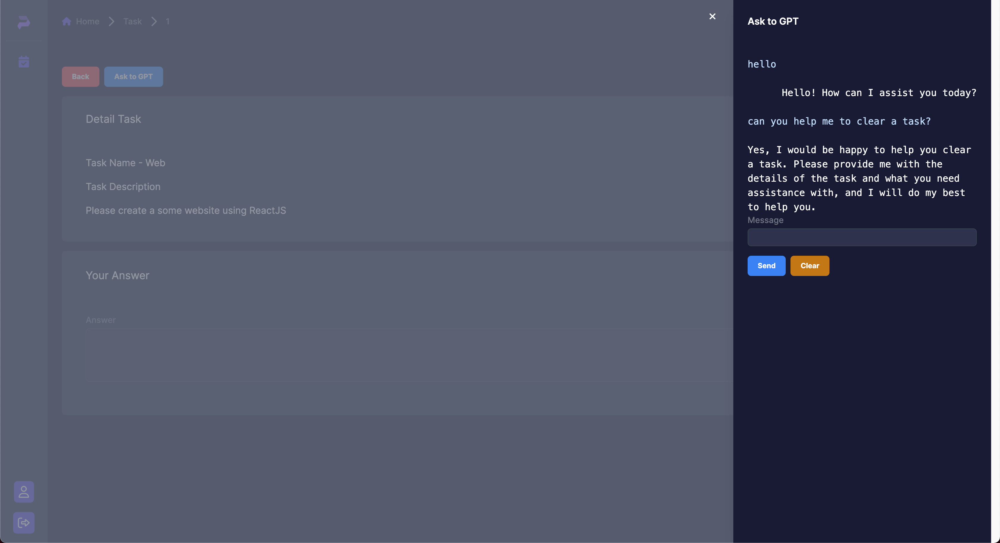 Home Task 1
Back Ask to GPT
Detail Task
Task Name - Web
Task Description
Please create a some website using ReactJS
Your Answer
Answer
Ask to GPT
hello
Hello! How can I assist you today?
can you help me to clear a task?
Yes, I would be happy to help you clear
a task. Please provide me with the
details of the task and what you need
assistance with, and I will do my best
to help you.
Message
Send Clear